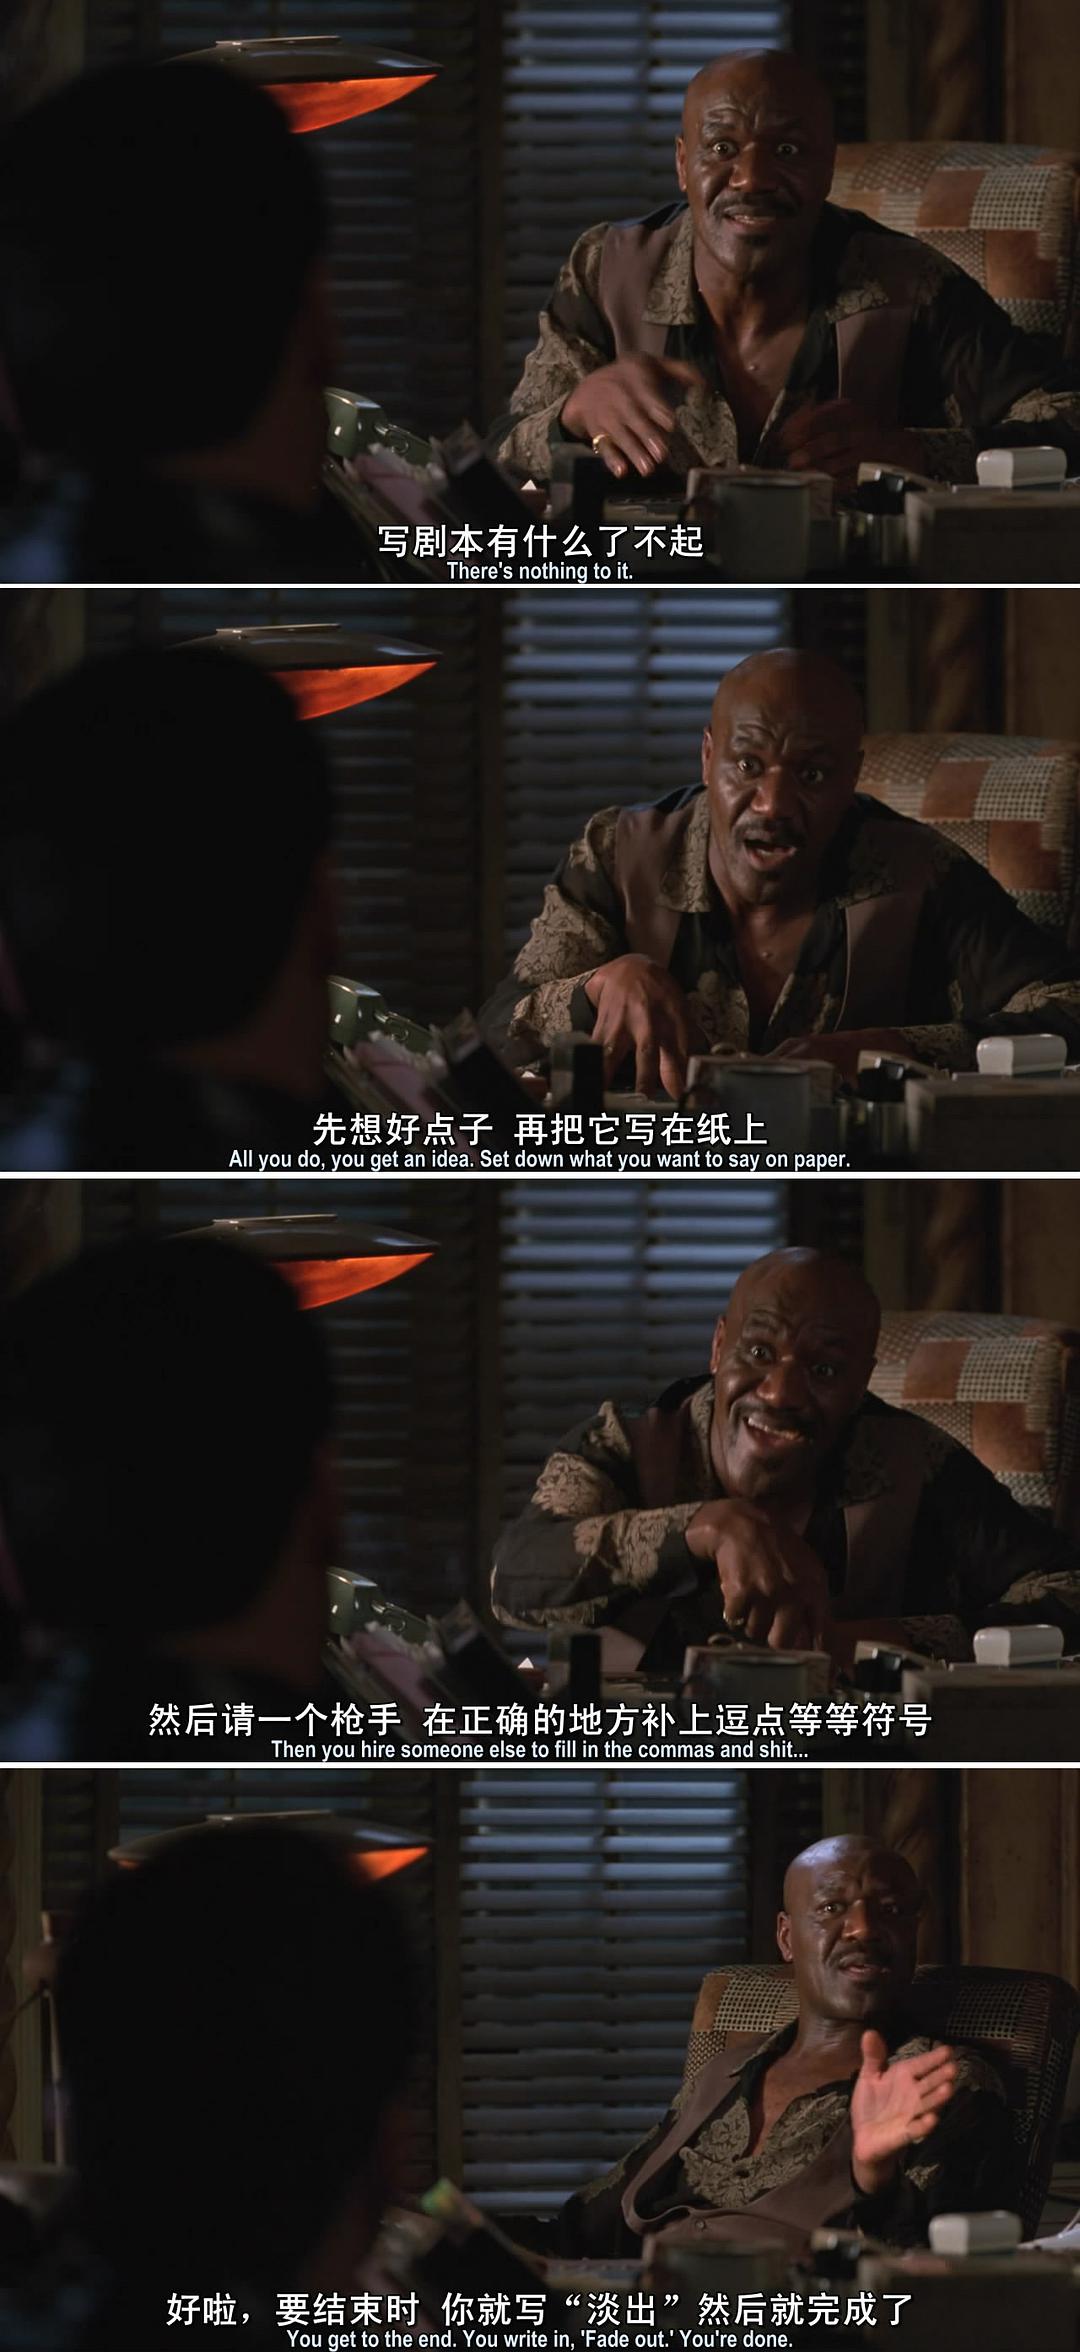 写剧本有什么了不起
There's nothing to it.
先想好点子 再把它写在纸上
All you do, you get an idea. Set down what you want to say on paper.
然后请一个枪手 在正确的地方补上逗点等等符号
Then you hire someone else to fill in the commas and shit...
好啦，要结束时 你就写“淡出”然后就完成了
You get to the end. You write in, 'Fade out.' You're done.